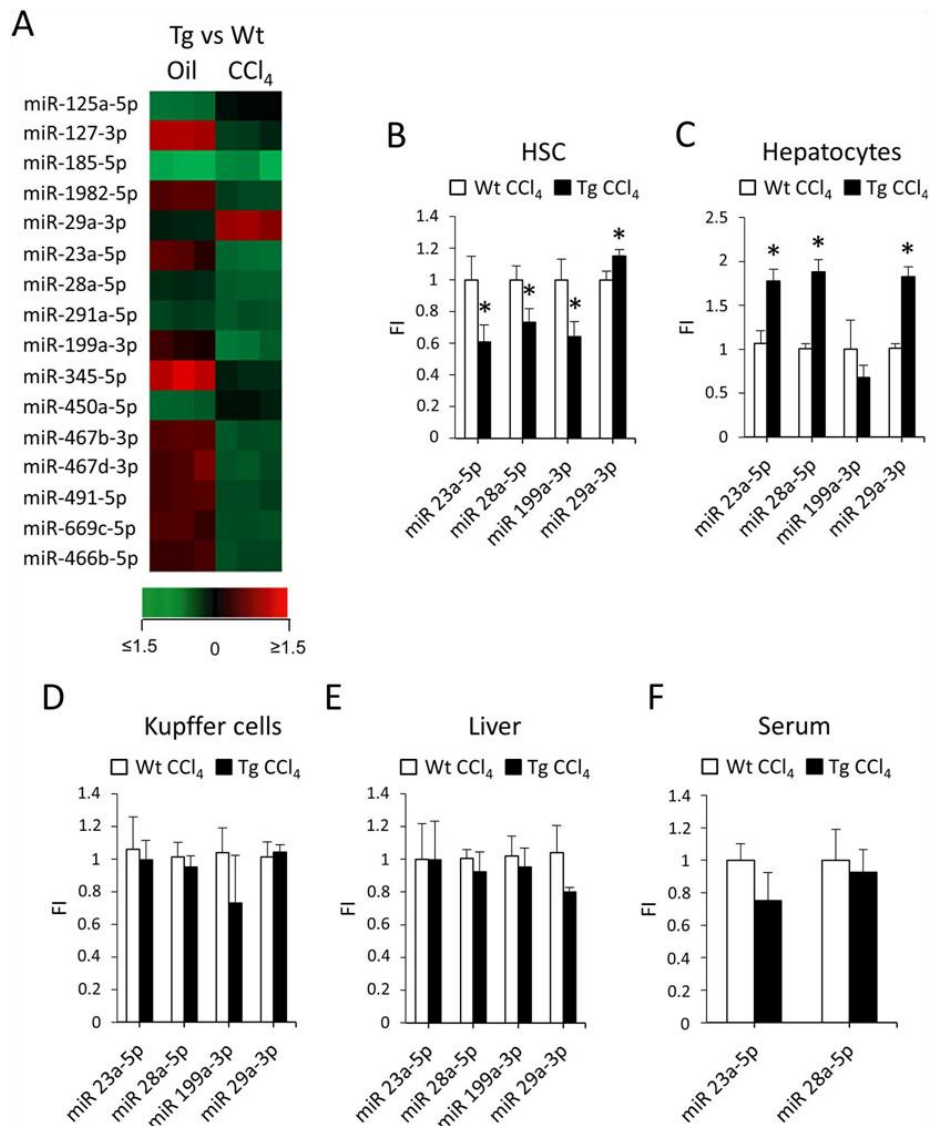 A
Tg vs Wt
Oil CCl₄
miR-125a-5p
miR-127-3p
miR-185-5p
miR-1982-5p
miR-29a-3p
miR-23a-5p
miR-28a-5p
miR-291a-5p
miR-199a-3p
miR-345-5p
miR-450a-5p
miR-467b-3p
miR-467d-3p
miR-491-5p
miR-669c-5p
miR-466b-5p
≤1.5 0 ≥1.5
B
HSC
Wt CCl₄ Tg CCl₄
FI
1.4
1.2
1
0.8
0.6
0.4
0.2
0
* * * *
miR 23a-5p
miR 28a-5p
miR 199a-3p
miR 29a-3p
C
Hepatocytes
Wt CCl₄ Tg CCl₄
FI
2.5
2
1.5
1
0.5
0
* * *
miR 23a-5p
miR 28a-5p
miR 199a-3p
miR 29a-3p
D
Kupffer cells
Wt CCl₄ Tg CCl₄
FI
1.4
1.2
1
0.8
0.6
0.4
0.2
0
miR 23a-5p
miR 28a-5p
miR 199a-3p
miR 29a-3p
E
Liver
Wt CCl₄ Tg CCl₄
FI
1.4
1.2
1
0.8
0.6
0.4
0.2
0
miR 23a-5p
miR 28a-5p
miR 199a-3p
miR 29a-3p
F
Serum
Wt CCl₄ Tg CCl₄
FI
1.4
1.2
1
0.8
0.6
0.4
0.2
0
miR 23a-5p
miR 28a-5p